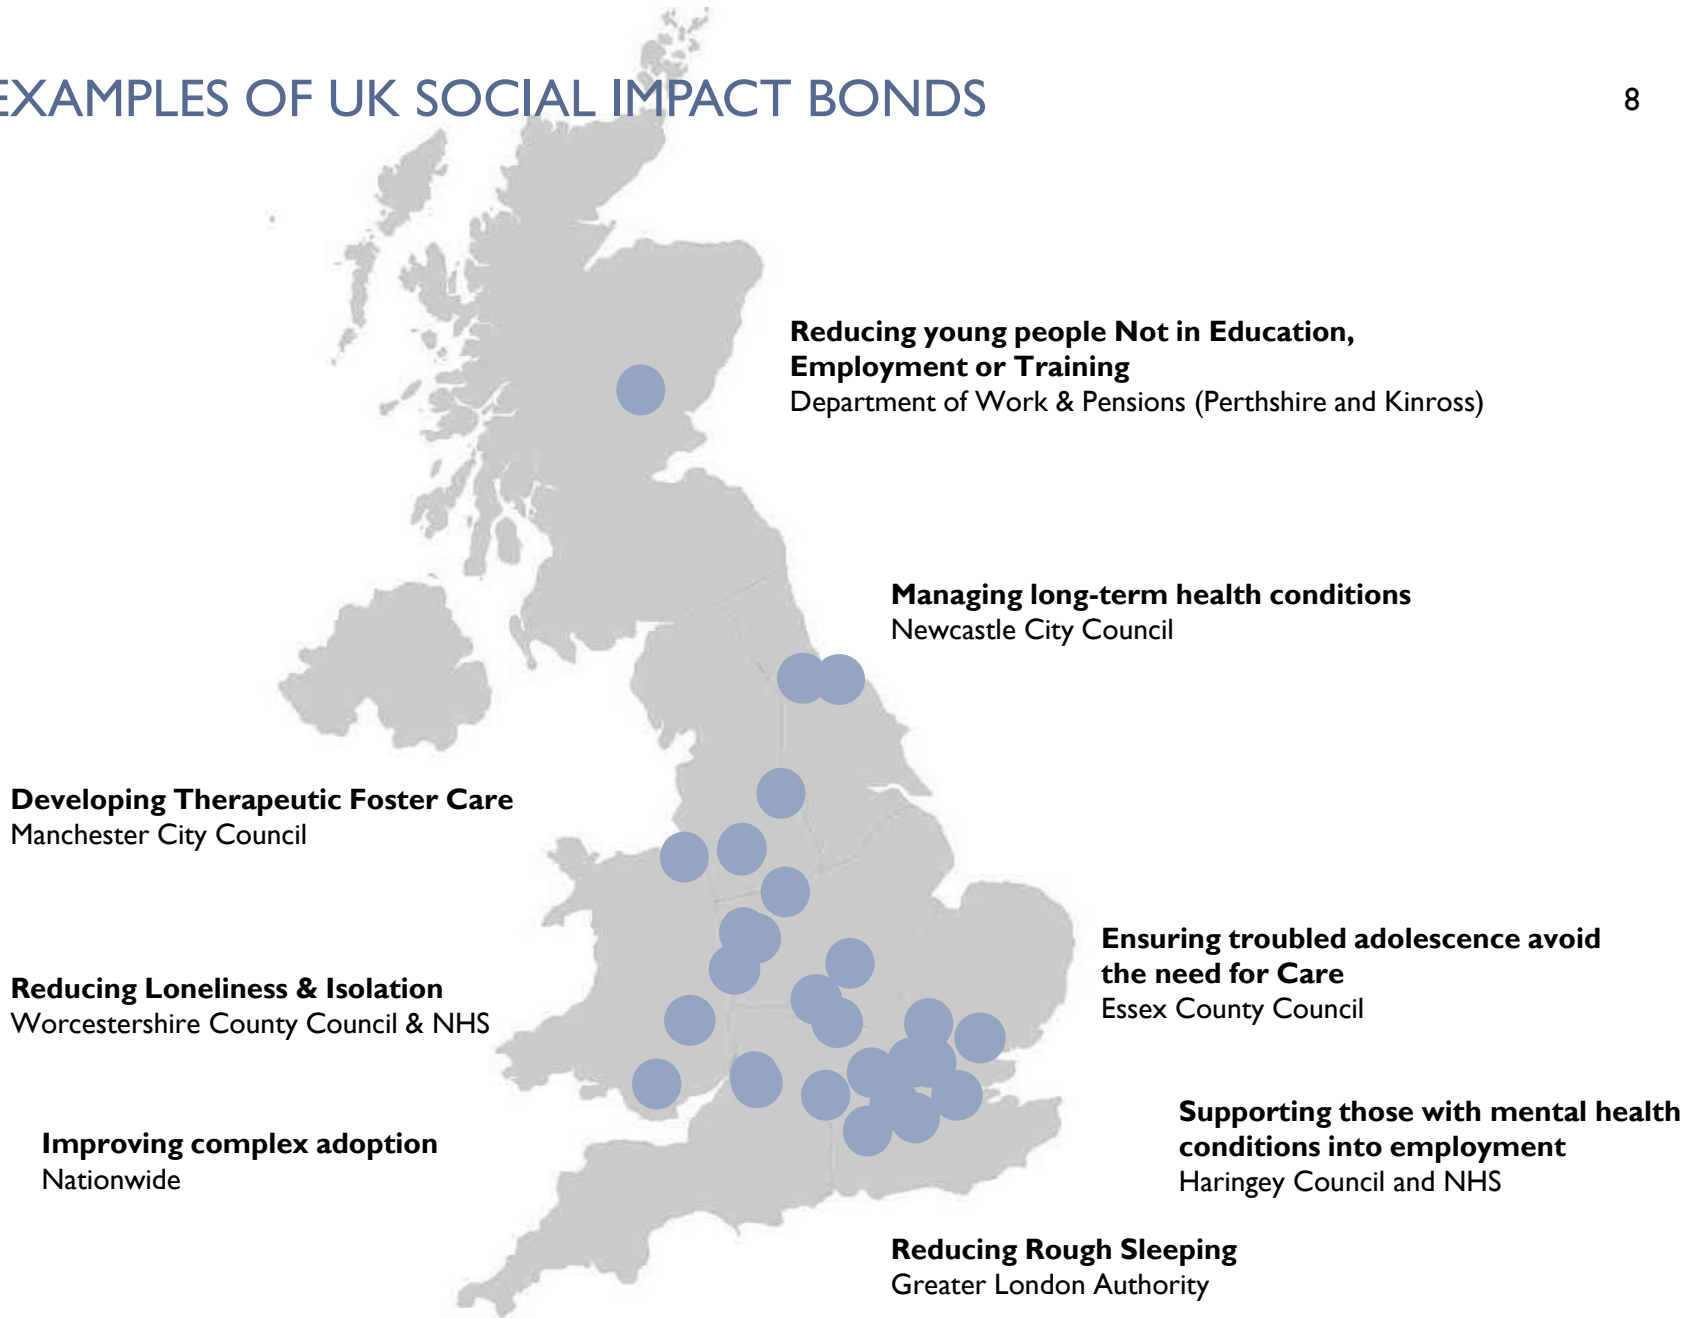 EXAMPLES OF UK SOCIAL IMPACT BONDS
8
Reducing young people Not in Education,
Employment or Training
Department of Work & Pensions (Perthshire and Kinross)
Managing long-term health conditions
Newcastle City Council
Developing Therapeutic Foster Care
Manchester City Council
Ensuring troubled adolescence avoid
the need for Care
Essex County Council
Reducing Loneliness & Isolation
Worcestershire County Council & NHS
Supporting those with mental health
conditions into employment
Haringey Council and NHS
Improving complex adoption
Nationwide
Reducing Rough Sleeping
Greater London Authority